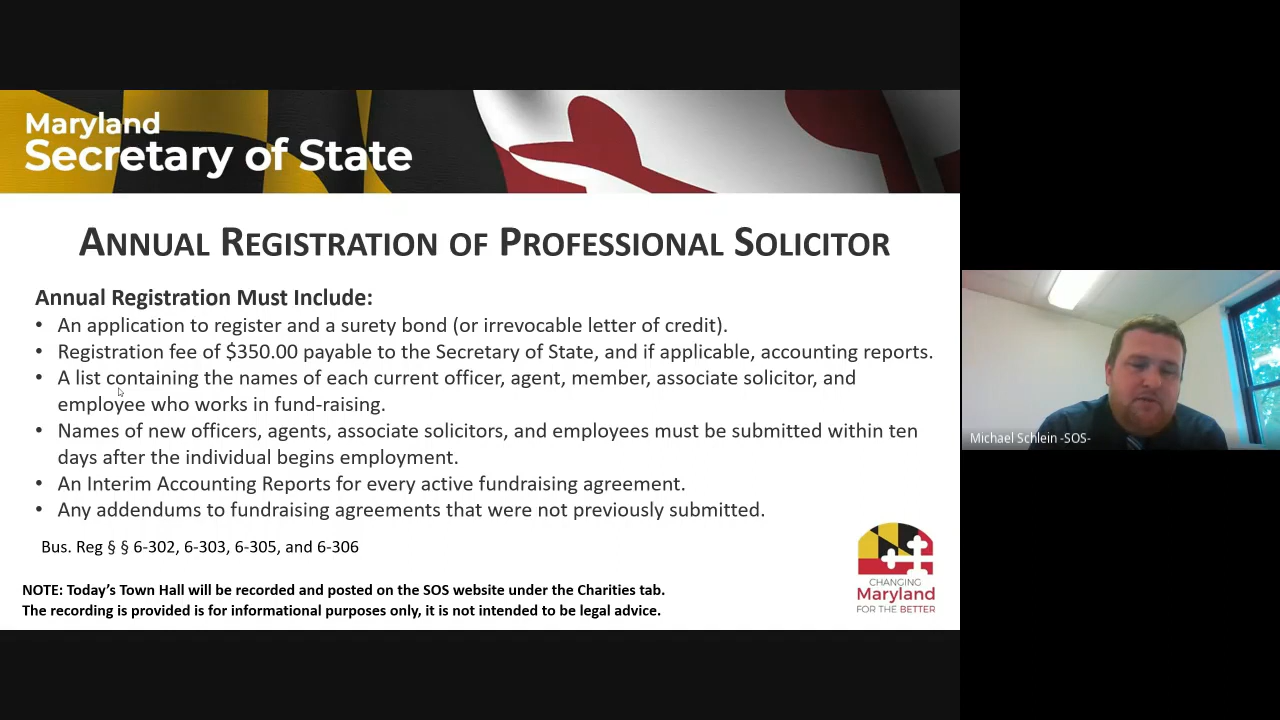 Maryland
Secretary of State
ANNUAL REGISTRATION OF PROFESSIONAL SOLICITOR
Annual Registration Must Include:
• An application to register and a surety bond (or irrevocable letter of credit).
• Registration fee of $350.00 payable to the Secretary of State, and if applicable, accounting reports.
• A list containing the names of each current officer, agent, member, associate solicitor, and
employee who works in fund-raising.
• Names of new officers, agents, associate solicitors, and employees must be submitted within ten
days after the individual begins employment.
• An Interim Accounting Reports for every active fundraising agreement.
• Any addendums to fundraising agreements that were not previously submitted.
Bus. Reg § § 6-302, 6-303, 6-305, and 6-306
NOTE: Today's Town Hall will be recorded and posted on the SOS website under the Charities tab.
The recording is provided is for informational purposes only, it is not intended to be legal advice.
CHANGING
Maryland
FOR THE BETTER
Michael Schlein -SOS-